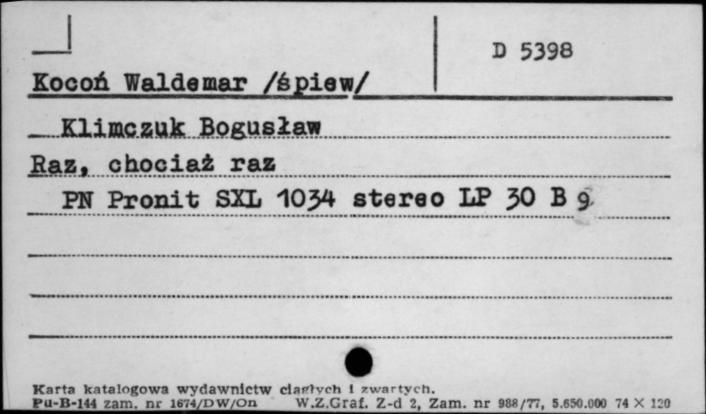 D 5398
Kocoń Waldemar /śpiew/
Klimczuk Bogusław
Raz, chociaż raz
PN Pronit SXL 1034 stereo LP 30 B 9
Karta katalogowa wydawnictw ciągłych i zwartych.
Pu-B-144 zam. nr 1674/DW/On W.Z.Graf. Z-d 2, Zam. nr 988/77, 5.650.000 74 × 120